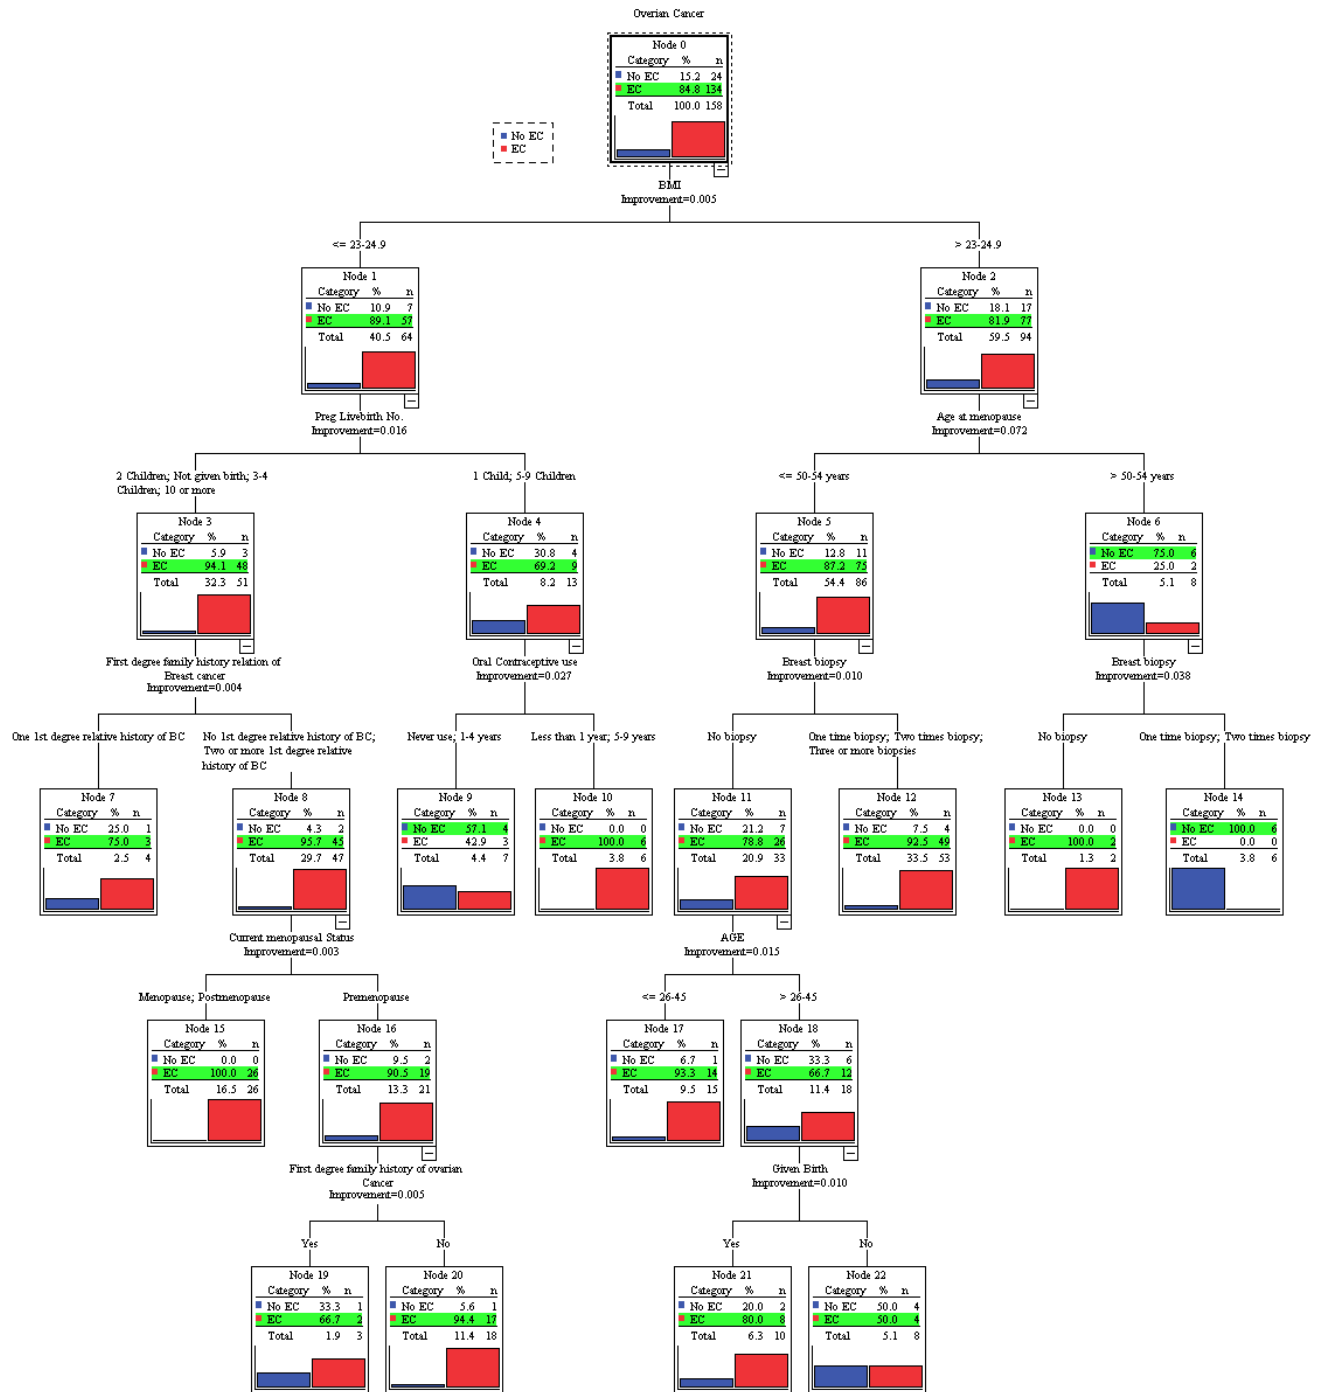 Overian Cancer
Node 0
Category % n
No EC 15.2 24
EC 84.8 134
Total 100.0 158
No EC
EC
BMI
Improvement=0.005
<= 23-24.9
> 23-24.9
Node 1
Category % n
No EC 10.9 7
EC 89.1 57
Total 40.5 64
Node 2
Category % n
No EC 18.1 17
EC 81.9 77
Total 59.5 94
Preg Livebirth No.
Improvement=0.016
Age at menopause
Improvement=0.072
2 Children; Not given birth; 3-4
Children; 10 or more
1 Child; 5-9 Children
<= 50-54 years
> 50-54 years
Node 3
Category % n
No EC 5.9 3
EC 94.1 48
Total 32.3 51
Node 4
Category % n
No EC 30.8 4
EC 69.2 9
Total 8.2 13
Node 5
Category % n
No EC 12.8 11
EC 87.2 75
Total 54.4 86
Node 6
Category % n
No EC 75.0 6
EC 25.0 2
Total 5.1 8
First degree family history relation of
Breast cancer
Improvement=0.004
Oral Contraceptive use
Improvement=0.027
Breast biopsy
Improvement=0.010
Breast biopsy
Improvement=0.038
One 1st degree relative history of BC
No 1st degree relative history of BC;
Two or more 1st degree relative
history of BC
Never use; 1-4 years
Less than 1 year; 5-9 years
No biopsy
One time biopsy; Two times biopsy;
Three or more biopsies
No biopsy
One time biopsy; Two times biopsy
Node 7
Category % n
No EC 25.0 1
EC 75.0 3
Total 2.5 4
Node 8
Category % n
No EC 4.3 2
EC 95.7 45
Total 29.7 47
Node 9
Category % n
No EC 57.1 4
EC 42.9 3
Total 4.4 7
Node 10
Category % n
No EC 0.0 0
EC 100.0 6
Total 3.8 6
Node 11
Category % n
No EC 21.2 7
EC 78.8 26
Total 20.9 33
Node 12
Category % n
No EC 7.5 4
EC 92.5 49
Total 33.5 53
Node 13
Category % n
No EC 0.0 0
EC 100.0 2
Total 1.3 2
Node 14
Category % n
No EC 100.0 6
EC 0.0 0
Total 3.8 6
Current menopausal Status
Improvement=0.003
AGE
Improvement=0.015
Menopause; Postmenopause
Premenopause
<= 26-45
> 26-45
Node 15
Category % n
No EC 0.0 0
EC 100.0 26
Total 16.5 26
Node 16
Category % n
No EC 9.5 2
EC 90.5 19
Total 13.3 21
Node 17
Category % n
No EC 6.7 1
EC 93.3 14
Total 9.5 15
Node 18
Category % n
No EC 33.3 6
EC 66.7 12
Total 11.4 18
First degree family history of ovarian
Cancer
Improvement=0.005
Given Birth
Improvement=0.010
Yes
No
Yes
No
Node 19
Category % n
No EC 33.3 1
EC 66.7 2
Total 1.9 3
Node 20
Category % n
No EC 5.6 1
EC 94.4 17
Total 11.4 18
Node 21
Category % n
No EC 20.0 2
EC 80.0 8
Total 6.3 10
Node 22
Category % n
No EC 50.0 4
EC 50.0 4
Total 5.1 8